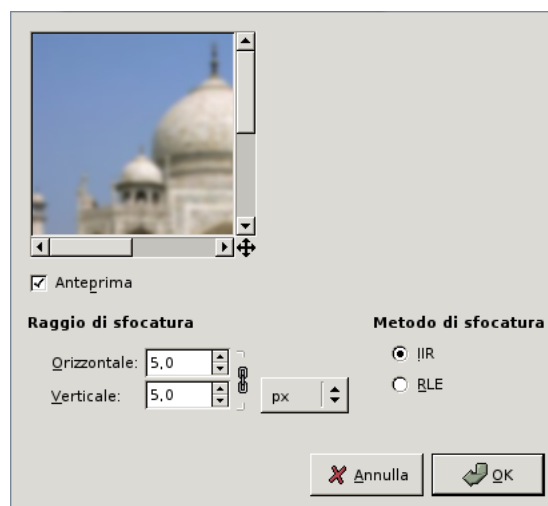 Anteprima
Raggio di sfocatura
Orizzontale: 5,0
Verticale: 5,0
px
Metodo di sfocatura
IIR
RLE
Annulla
OK